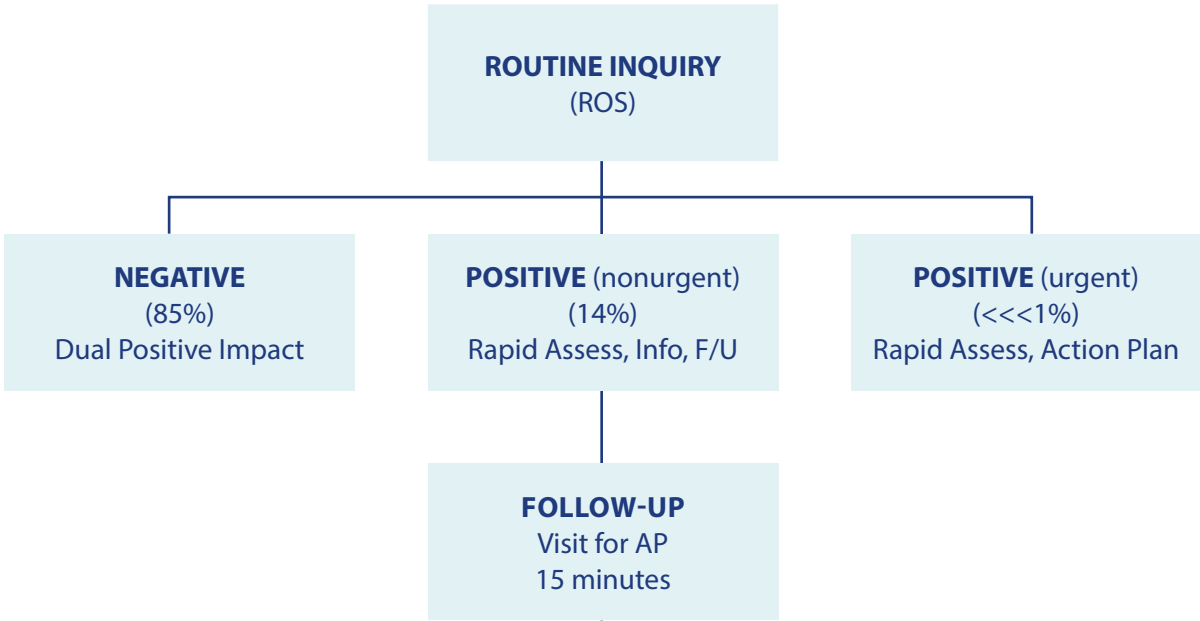 ROUTINE INQUIRY
(ROS)
NEGATIVE
(85%)
Dual Positive Impact
POSITIVE (nonurgent)
(14%)
Rapid Assess, Info, F/U
POSITIVE (urgent)
(<<<1%)
Rapid Assess, Action Plan
FOLLOW-UP
Visit for AP
15 minutes